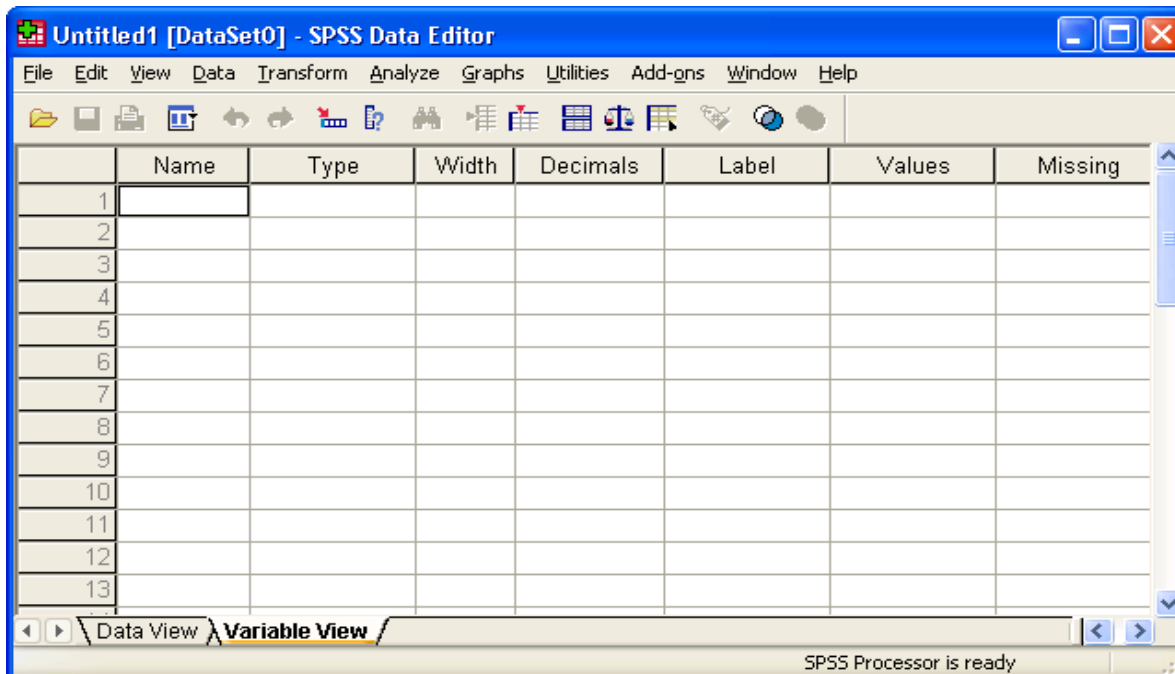 Untitled1 [DataSet0] - SPSS Data Editor
File Edit View Data Transform Analyze Graphs Utilities Add-ons Window Help
Name Type Width Decimals Label Values Missing
1
2
3
4
5
6
7
8
9
10
11
12
13
Data View Variable View
SPSS Processor is ready